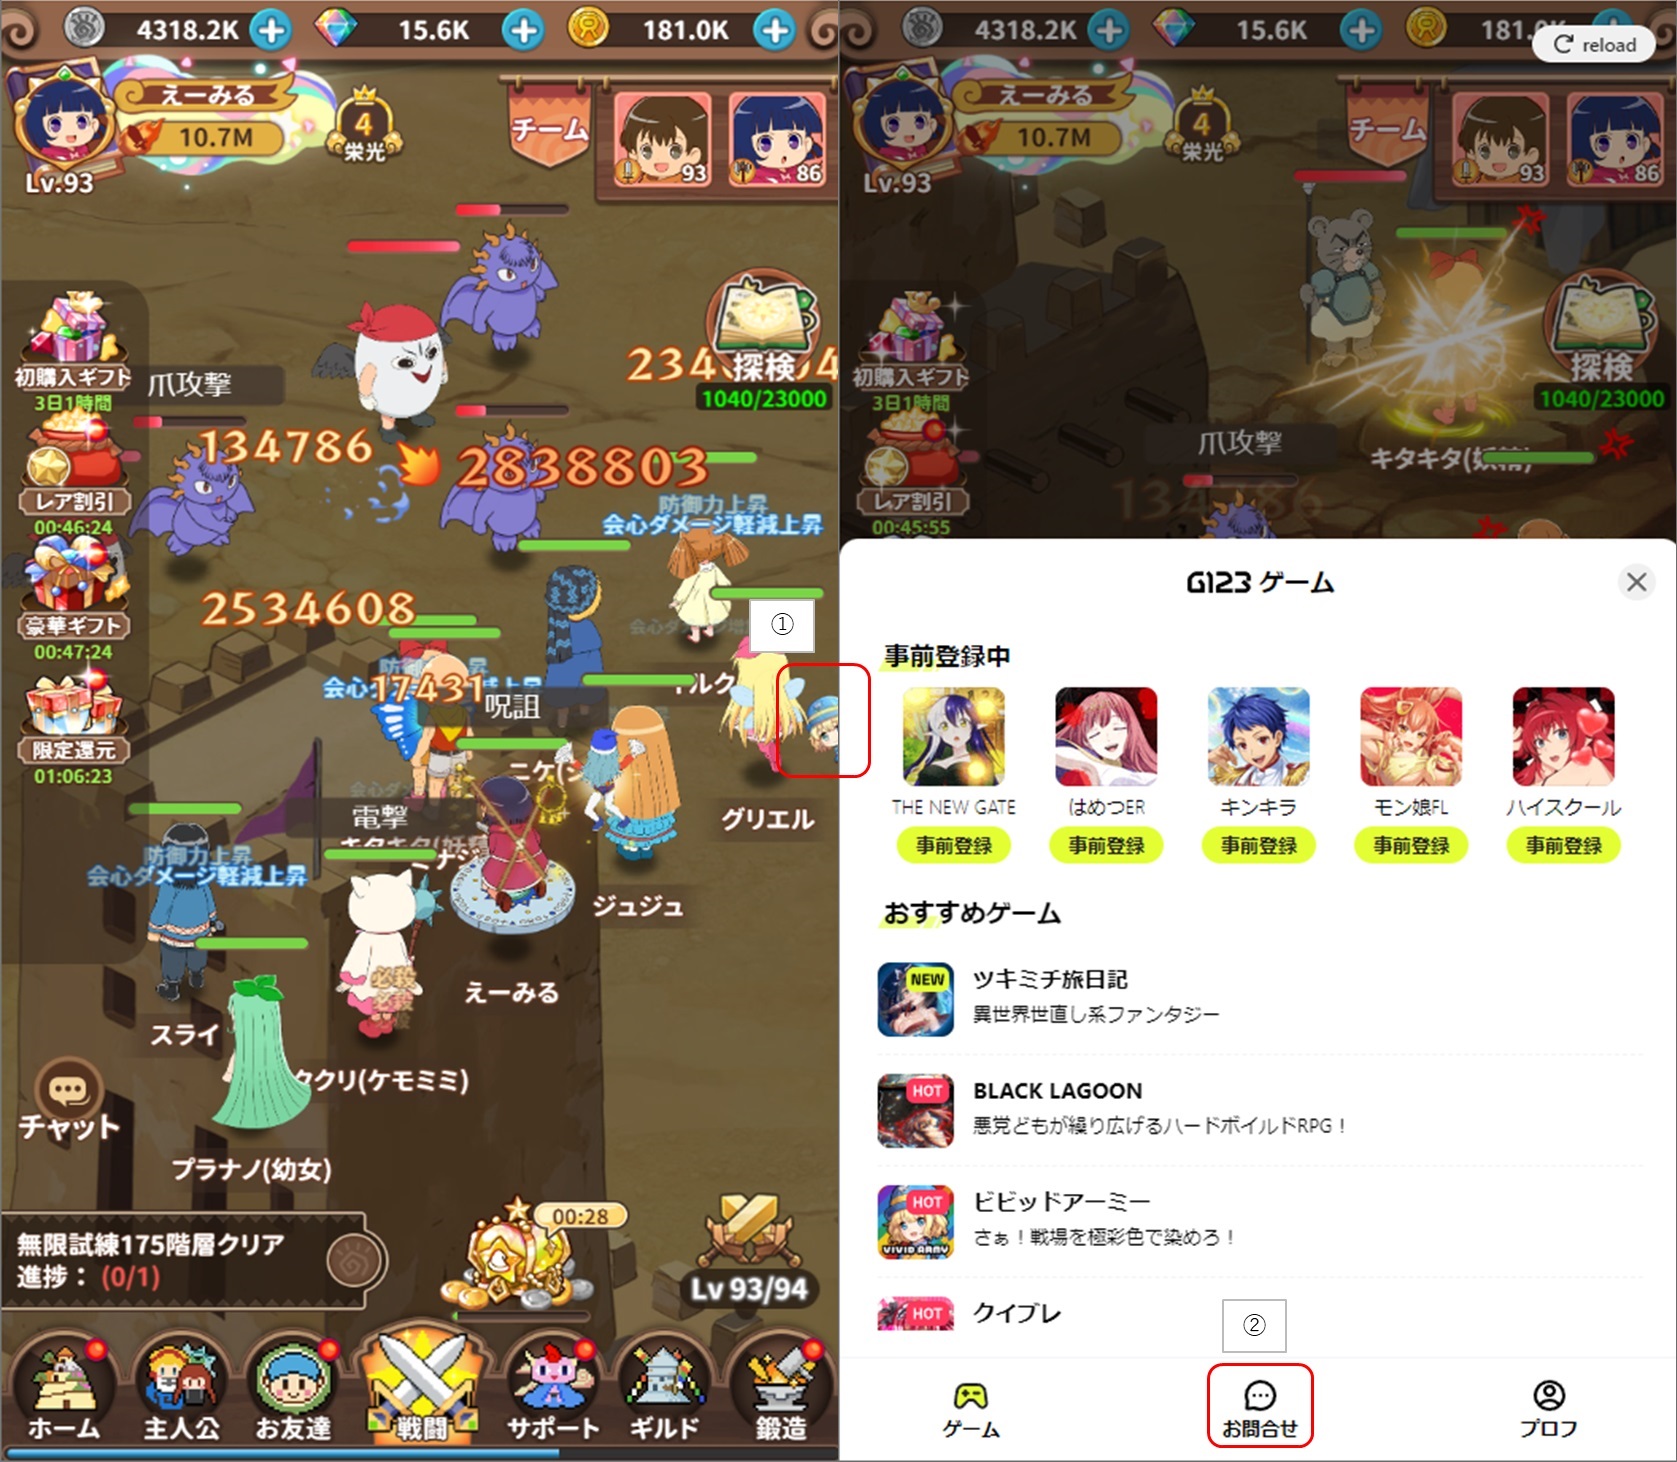 4318.2K
15.6K
181.0K
えーみる
10.7M
4
栄光
Lv.93
チーム
93
86
初購入ギフト
3日1時間
レア割引
00:46:24
豪華ギフト
00:47:24
限定還元
01:06:23
探検
1040/23000
爪攻撃
134786
2838803
防御力上昇
会心ダメージ軽減上昇
2534608
17431
呪詛
電撃
防御力上昇
会心ダメージ軽減上昇
グリエル
ジュジュ
えーみる
スライ
ククリ(ケモミミ)
プラナノ(幼女)
必殺
チャット
無限試練175階層クリア
進捗： (0/1)
00:28
Lv 93/94
ホーム
主人公
お友達
戦闘
サポート
ギルド
鍛造
①
4318.2K
15.6K
reload
えーみる
10.7M
4
栄光
Lv.93
チーム
93
86
初購入ギフト
3日1時間
レア割引
00:45:55
探検
1040/23000
爪攻撃
キタキタ(妖精)
134786
G123 ゲーム
事前登録中
THE NEW GATE
はめつER
キンキラ
モン娘FL
ハイスクール
事前登録
事前登録
事前登録
事前登録
事前登録
おすすめゲーム
NEW
ツキミチ旅日記
異世界世直し系ファンタジー
HOT
BLACK LAGOON
悪党どもが繰り広げるハードボイルドRPG！
HOT
VIVID ARMY
ビビッドアーミー
さぁ！戦場を極彩色で染めろ！
HOT
クイブレ
②
ゲーム
お問合せ
プロフ